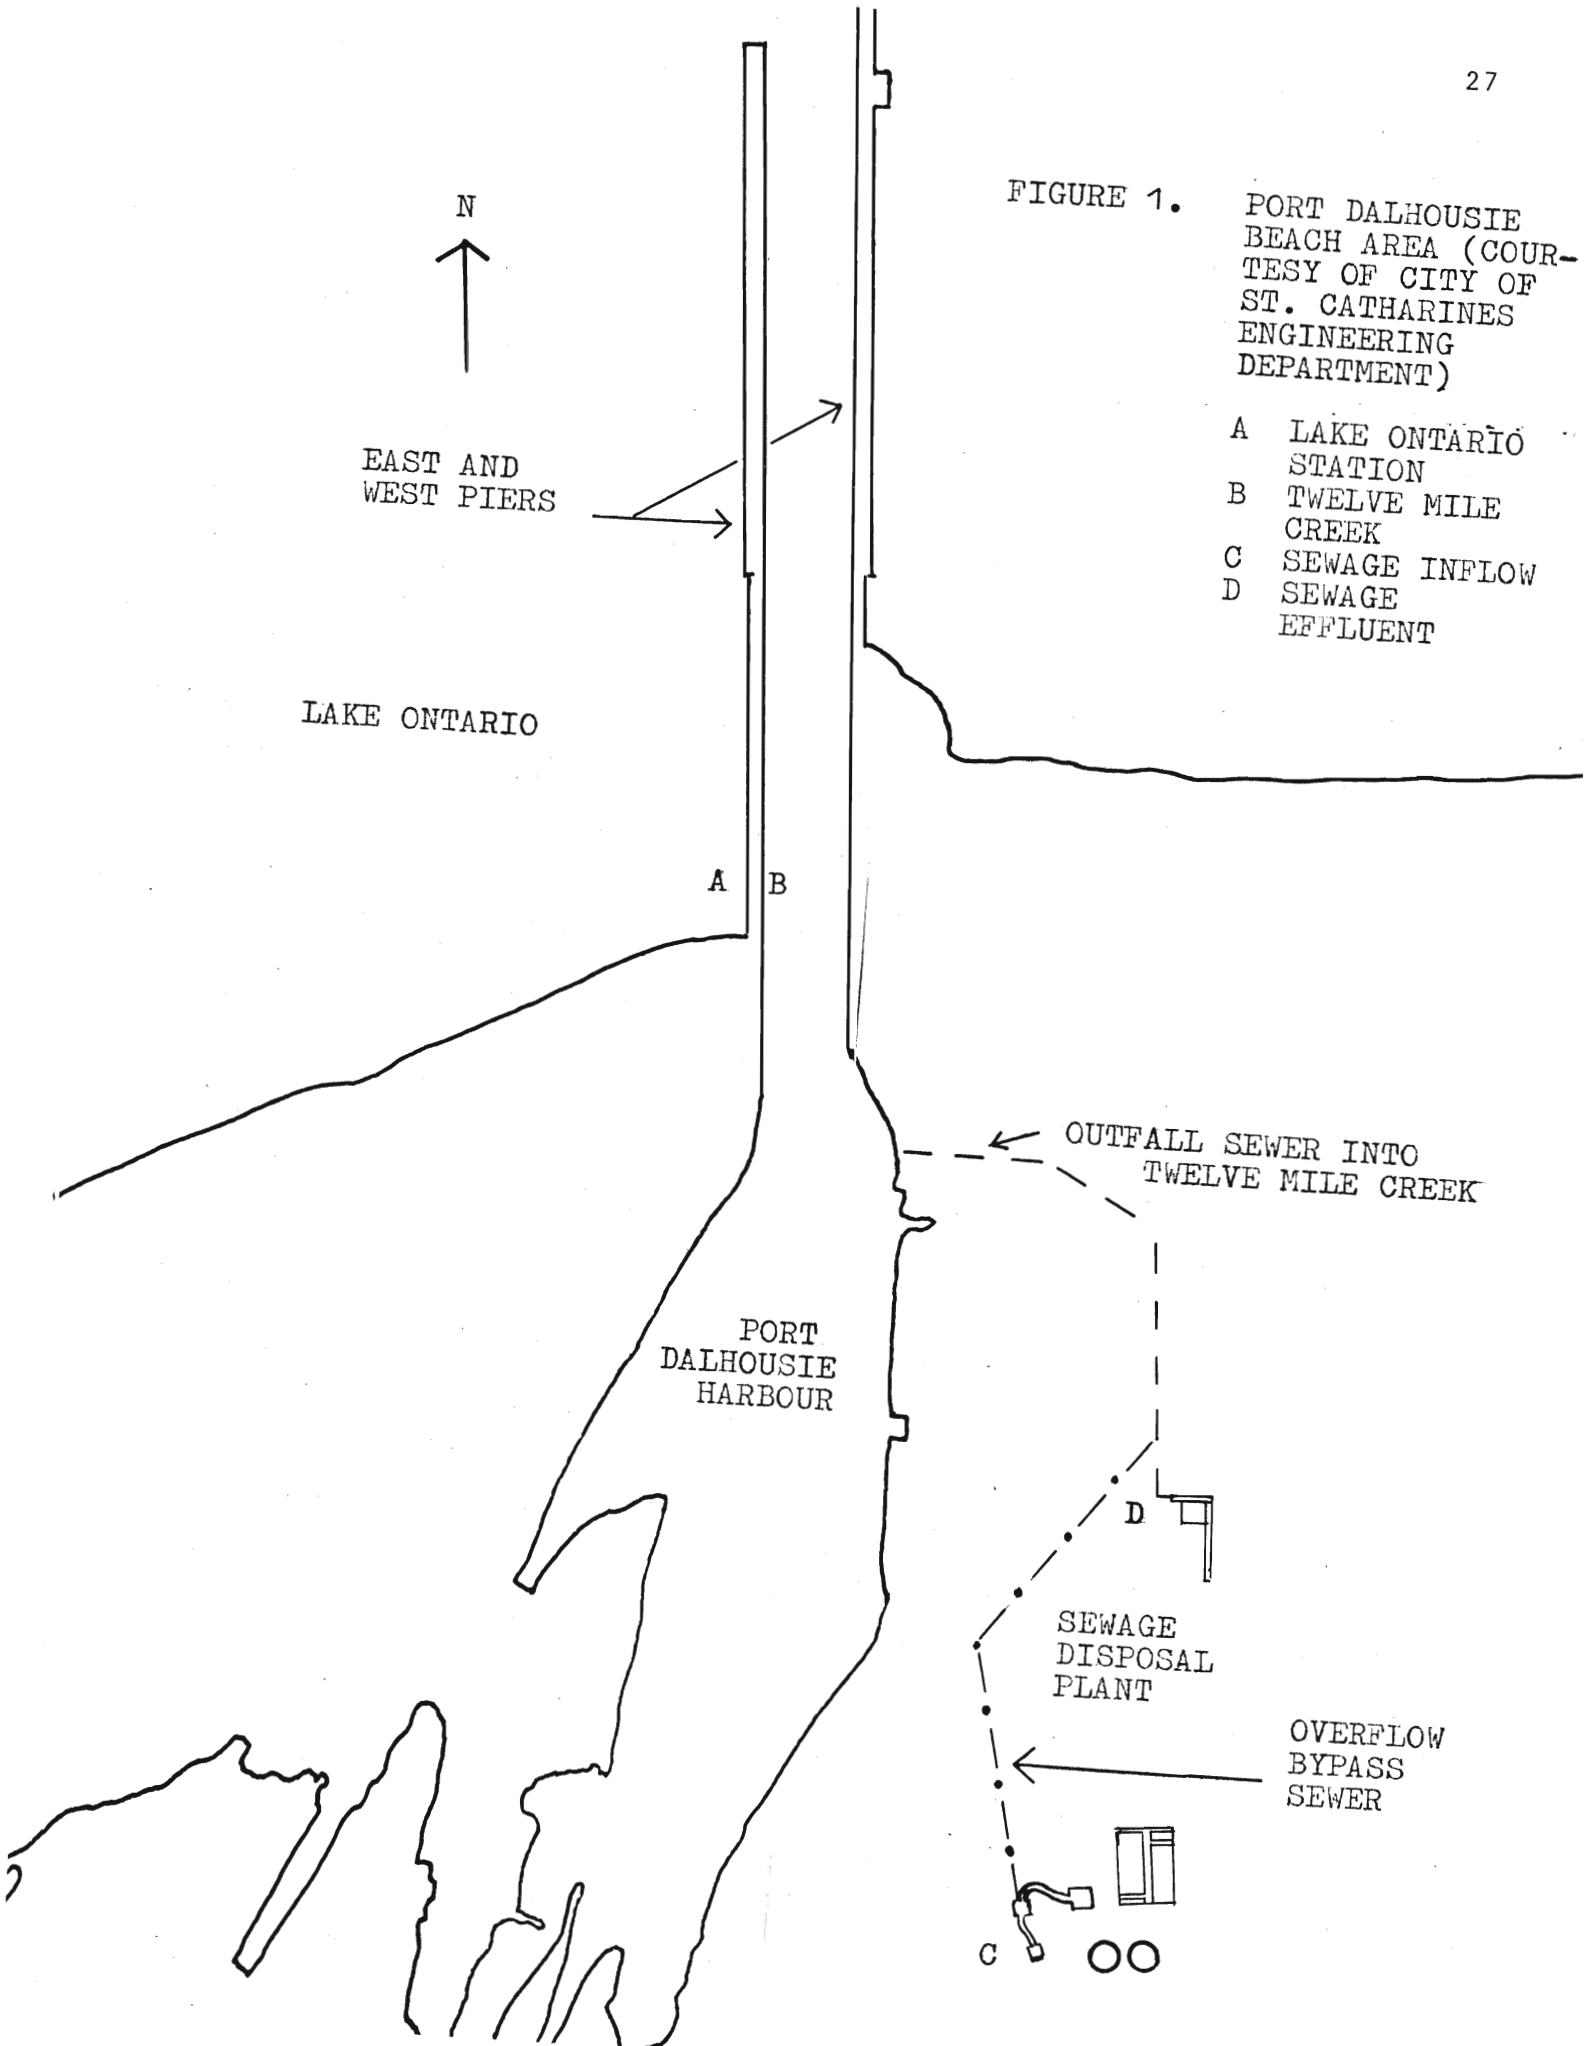 27
FIGURE 1.
PORT DALHOUSIE
BEACH AREA (COUR-
TESY OF CITY OF
ST. CATHARINES
ENGINEERING
DEPARTMENT)
A LAKE ONTARIO
STATION
B TWELVE MILE
CREEK
C SEWAGE INFLOW
D SEWAGE
EFFLUENT
N
EAST AND
WEST PIERS
LAKE ONTARIO
A
B
OUTFALL SEWER INTO
TWELVE MILE CREEK
PORT
DALHOUSIE
HARBOUR
D
SEWAGE
DISPOSAL
PLANT
OVERFLOW
BYPASS
SEWER
C